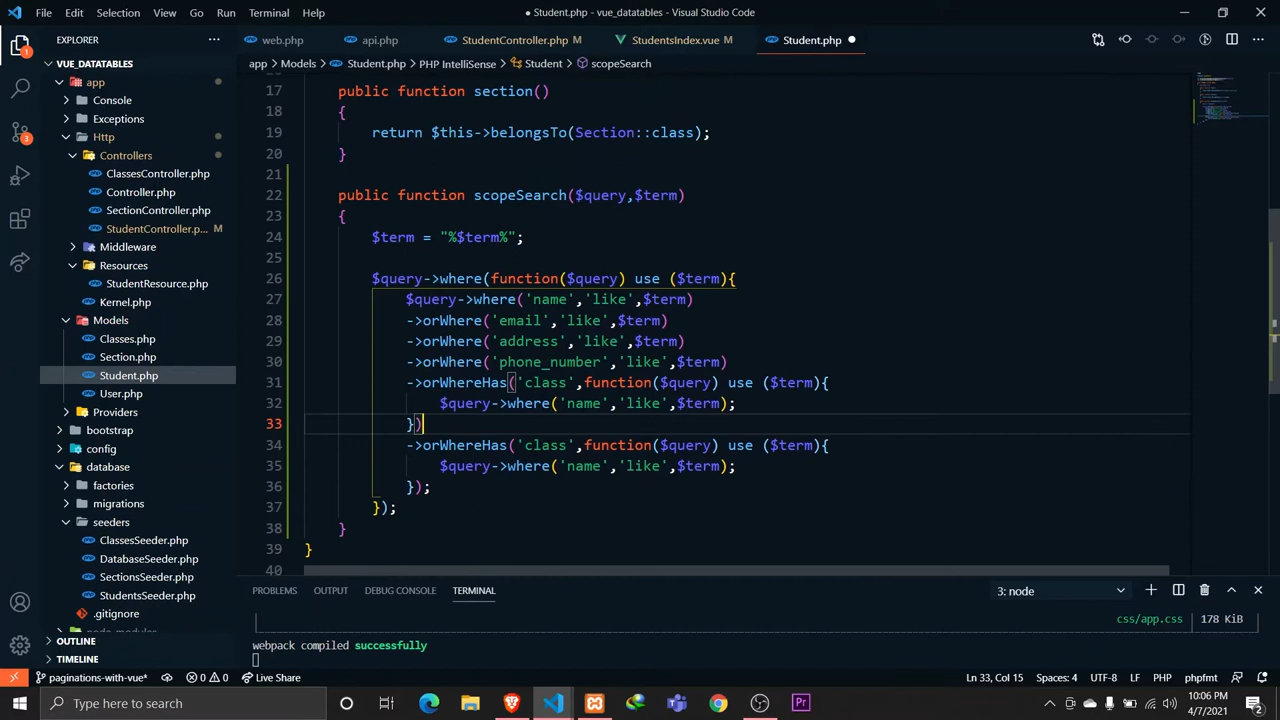 File Edit Selection View Go Run Terminal Help
● Student.php - vue_datatables - Visual Studio Code
EXPLORER
web.php
api.php
StudentController.php M
StudentsIndex.vue M
Student.php
VUE_DATATABLES
app > Models > Student.php > PHP IntelliSense > Student > scopeSearch
app
Console
Exceptions
Http
Controllers
ClassesController.php
Controller.php
SectionController.php
StudentController.p... M
Middleware
Resources
StudentResource.php
Kernel.php
Models
Classes.php
Section.php
Student.php
User.php
Providers
bootstrap
config
database
factories
migrations
seeders
ClassesSeeder.php
DatabaseSeeder.php
SectionsSeeder.php
StudentsSeeder.php
.gitignore
node_modules
OUTLINE
TIMELINE
17 public function section()
18 {
19 return $this->belongsTo(Section::class);
20 }
21
22 public function scopeSearch($query,$term)
23 {
24 $term = "%$term%";
25
26 $query->where(function($query) use ($term){
27 $query->where('name','like',$term)
28 ->orWhere('email','like',$term)
29 ->orWhere('address','like',$term)
30 ->orWhere('phone_number','like',$term)
31 ->orWhereHas('class',function($query) use ($term){
32 $query->where('name','like',$term);
33 })
34 ->orWhereHas('class',function($query) use ($term){
35 $query->where('name','like',$term);
36 });
37 });
38 }
39 }
40
PROBLEMS OUTPUT DEBUG CONSOLE TERMINAL
3: node
css/app.css 178 KiB
webpack compiled successfully
paginations-with-vue* 0 0 Live Share
Ln 33, Col 15 Spaces: 4 UTF-8 LF PHP phpfmt
Type here to search
10:06 PM
4/7/2021